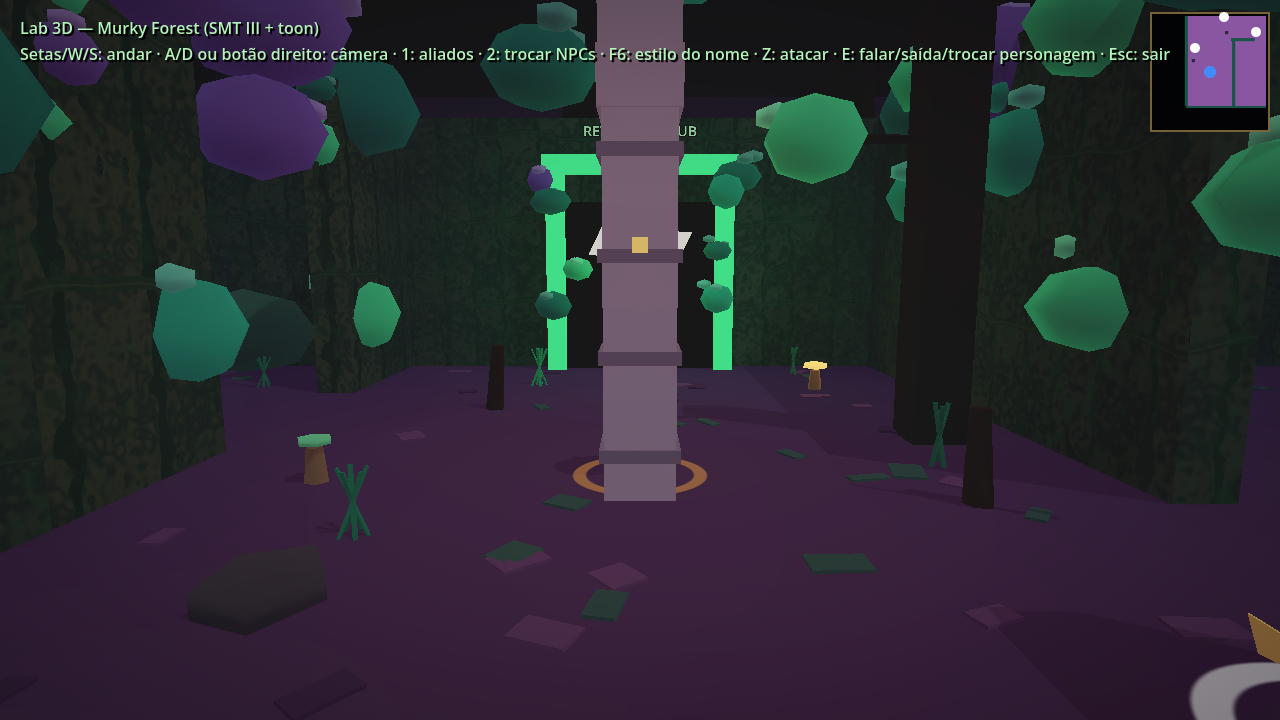 Lab 3D — Murky Forest (SMT III + toon)
Setas/W/S: andar · A/D ou botão direito: câmera · 1: aliados · 2: trocar NPCs · F6: estilo do nome · Z: atacar · E: falar/saída/trocar personagem · Esc: sair